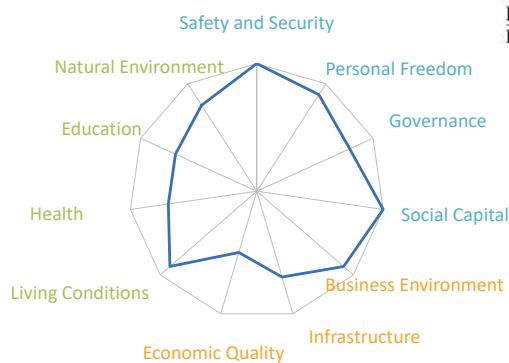 Safety and Security
Natural Environment
Personal Freedom
Education
Governance
Health
Social Capital
Living Conditions
Business Environment
Infrastructure
Economic Quality